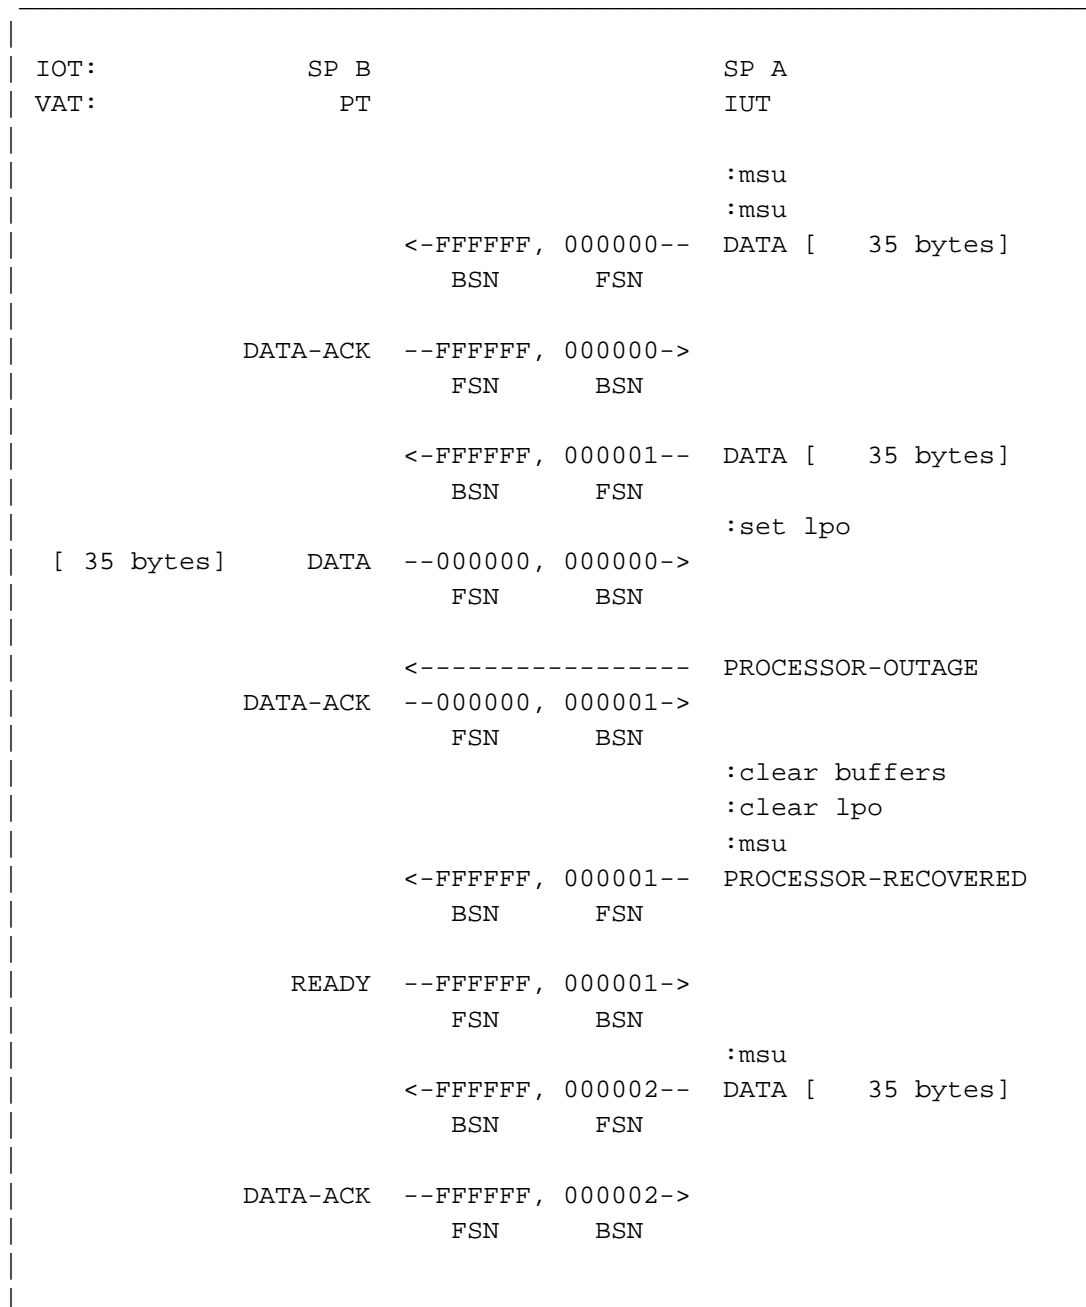 IOT: SP B SP A
VAT: PT IUT
:msu
:msu
<-FFFFFF, 000000-- DATA [ 35 bytes]
BSN FSN
DATA-ACK --FFFFFF, 000000->
FSN BSN
<-FFFFFF, 000001-- DATA [ 35 bytes]
BSN FSN
:set lpo
[ 35 bytes] DATA --000000, 000000->
FSN BSN
<----------------- PROCESSOR-OUTAGE
DATA-ACK --000000, 000001->
FSN BSN
:clear buffers
:clear lpo
:msu
<-FFFFFF, 000001-- PROCESSOR-RECOVERED
BSN FSN
READY --FFFFFF, 000001->
FSN BSN
:msu
<-FFFFFF, 000002-- DATA [ 35 bytes]
BSN FSN
DATA-ACK --FFFFFF, 000002->
FSN BSN